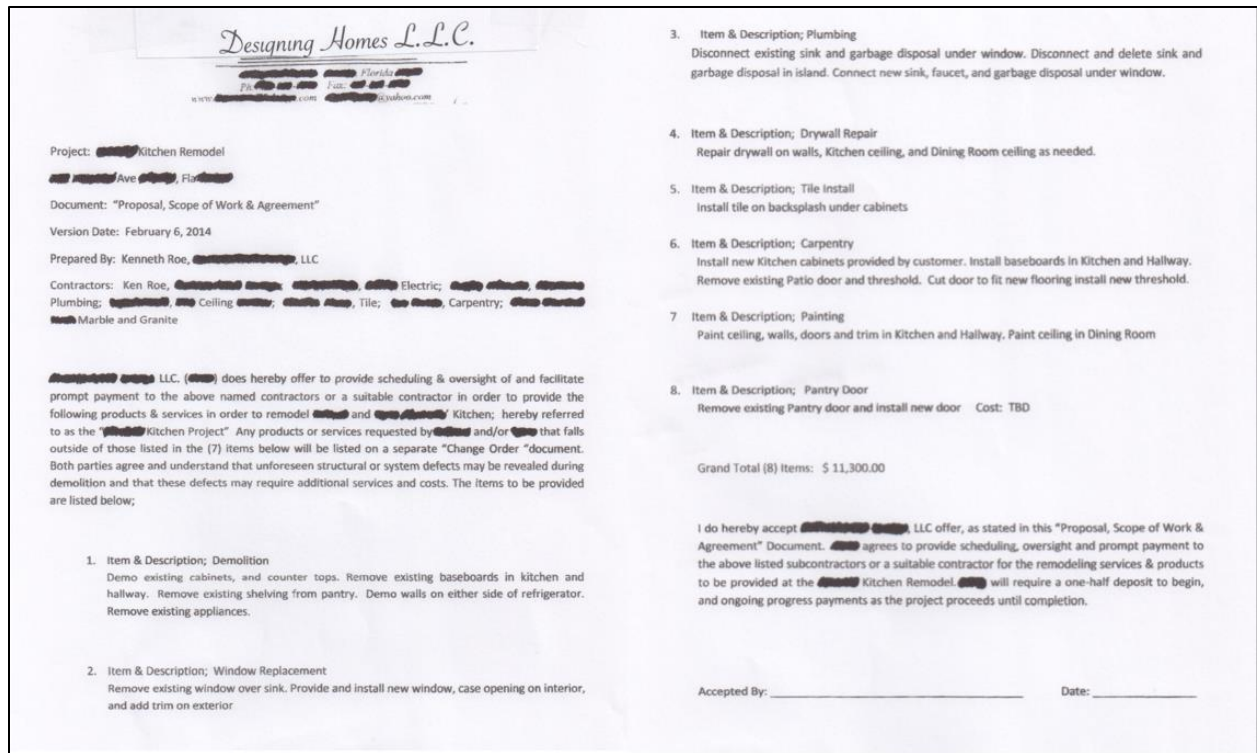 Designing Homes L.L.C.
Florida
Ph: Fax:
www. .com @yahoo.com
Project: Kitchen Remodel
Ave , Fla
Document: “Proposal, Scope of Work & Agreement”
Version Date: February 6, 2014
Prepared By: Kenneth Roe, , LLC
Contractors: Ken Roe, , Electric; ,
Plumbing; , Ceiling ; , Tile; , Carpentry;
Marble and Granite
LLC. ( ) does hereby offer to provide scheduling & oversight of and facilitate
prompt payment to the above named contractors or a suitable contractor in order to provide the
following products & services in order to remodel and Kitchen; hereby referred
to as the “ Kitchen Project” Any products or services requested by and/or that falls
outside of those listed in the (7) items below will be listed on a separate “Change Order “document.
Both parties agree and understand that unforeseen structural or system defects may be revealed during
demolition and that these defects may require additional services and costs. The items to be provided
are listed below;
1. Item & Description; Demolition
Demo existing cabinets, and counter tops. Remove existing baseboards in kitchen and
hallway. Remove existing shelving from pantry. Demo walls on either side of refrigerator.
Remove existing appliances.
2. Item & Description; Window Replacement
Remove existing window over sink. Provide and install new window, case opening on interior,
and add trim on exterior
3. Item & Description; Plumbing
Disconnect existing sink and garbage disposal under window. Disconnect and delete sink and
garbage disposal in island. Connect new sink, faucet, and garbage disposal under window.
4. Item & Description; Drywall Repair
Repair drywall on walls, Kitchen ceiling, and Dining Room ceiling as needed.
5. Item & Description; Tile Install
Install tile on backsplash under cabinets
6. Item & Description; Carpentry
Install new Kitchen cabinets provided by customer. Install baseboards in Kitchen and Hallway.
Remove existing Patio door and threshold. Cut door to fit new flooring install new threshold.
7 Item & Description; Painting
Paint ceiling, walls, doors and trim in Kitchen and Hallway. Paint ceiling in Dining Room
8. Item & Description; Pantry Door
Remove existing Pantry door and install new door Cost: TBD
Grand Total (8) Items: $ 11,300.00
I do hereby accept , LLC offer, as stated in this “Proposal, Scope of Work &
Agreement” Document. agrees to provide scheduling, oversight and prompt payment to
the above listed subcontractors or a suitable contractor for the remodeling services & products
to be provided at the Kitchen Remodel. will require a one-half deposit to begin,
and ongoing progress payments as the project proceeds until completion.
Accepted By: Date: